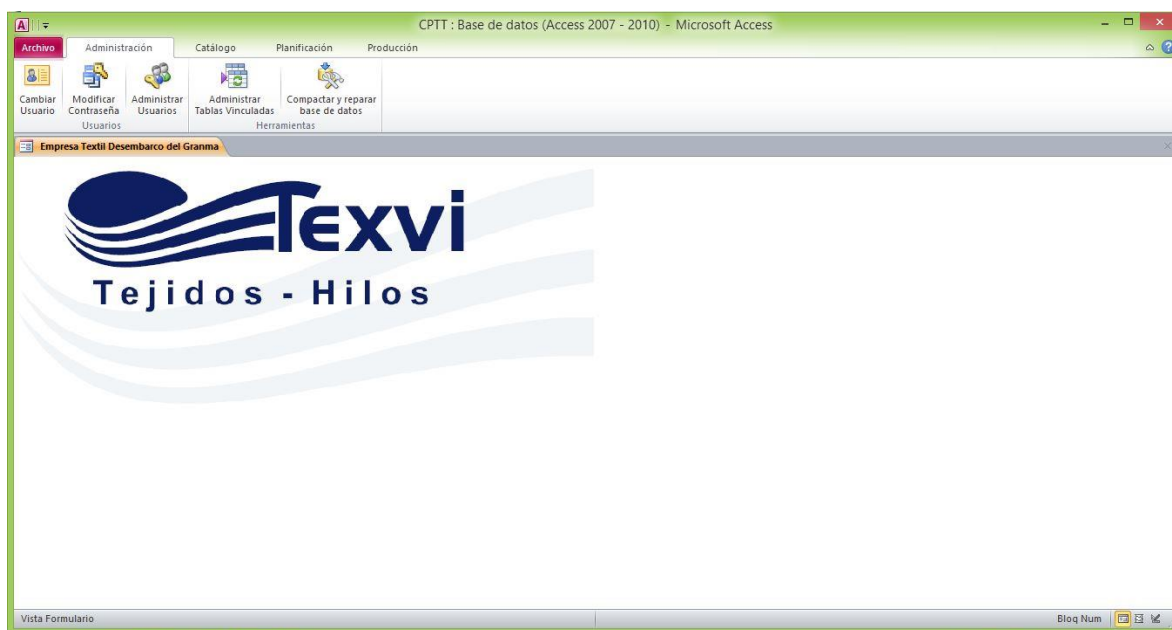 CPTT : Base de datos (Access 2007 - 2010) - Microsoft Access
Archivo Administración Catálogo Planificación Producción
Cambiar Usuario
Modificar Contraseña
Administrar Usuarios
Administrar Tablas Vinculadas
Compactar y reparar base de datos
Usuarios Herramientas
Empresa Textil Desembarco del Granma
Texvi
Tejidos - Hilos
Vista Formulario Bloq Num